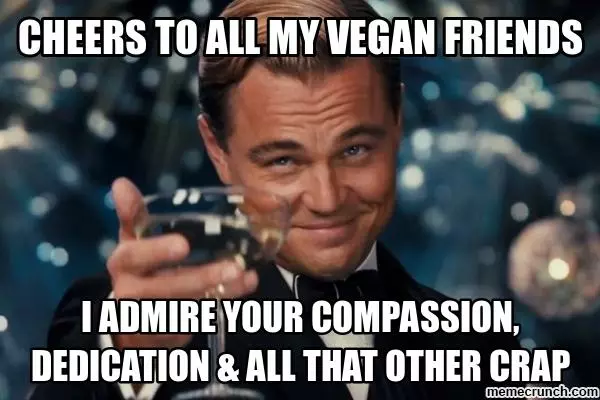 CHEERS TO ALL MY VEGAN FRIENDS
I ADMIRE YOUR COMPASSION,
DEDICATION & ALL THAT OTHER CRAP
memecrunch.com